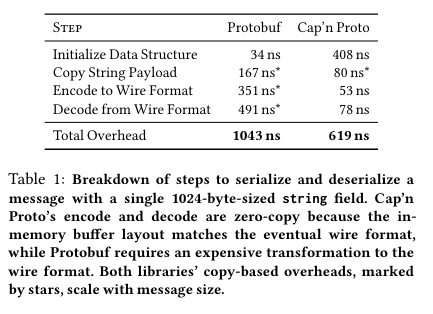 Step Protobuf Cap'n Proto
Initialize Data Structure 34 ns 408 ns
Copy String Payload 167 ns* 80 ns*
Encode to Wire Format 351 ns* 53 ns
Decode from Wire Format 491 ns* 78 ns
Total Overhead 1043 ns 619 ns
Table 1: Breakdown of steps to serialize and deserialize a
message with a single 1024-byte-sized string field. Cap'n
Proto's encode and decode are zero-copy because the in-
memory buffer layout matches the eventual wire format,
while Protobuf requires an expensive transformation to the
wire format. Both libraries' copy-based overheads, marked
by stars, scale with message size.